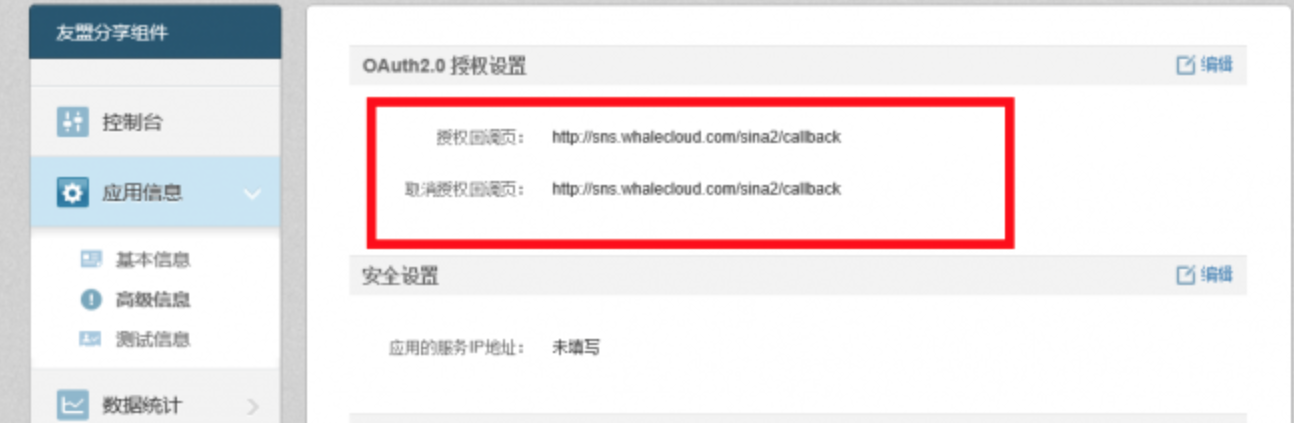 友盟分享组件
控制台
应用信息
基本信息
高级信息
测试信息
数据统计
OAuth2.0 授权设置
编辑
授权回调页： http://sns.whalecloud.com/sina2/callback
取消授权回调页： http://sns.whalecloud.com/sina2/callback
安全设置
编辑
应用的服务IP地址： 未填写